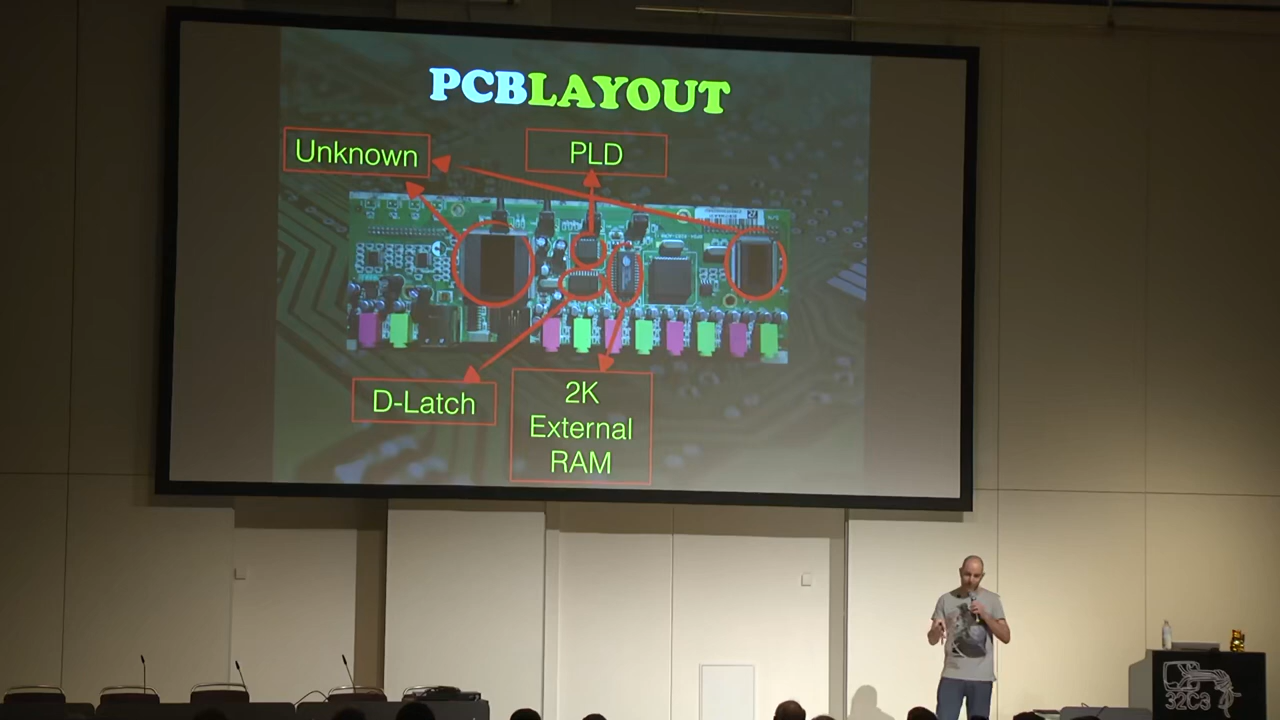 PCBLAYOUT
Unknown
PLD
D-Latch
2K
External
RAM
32C3